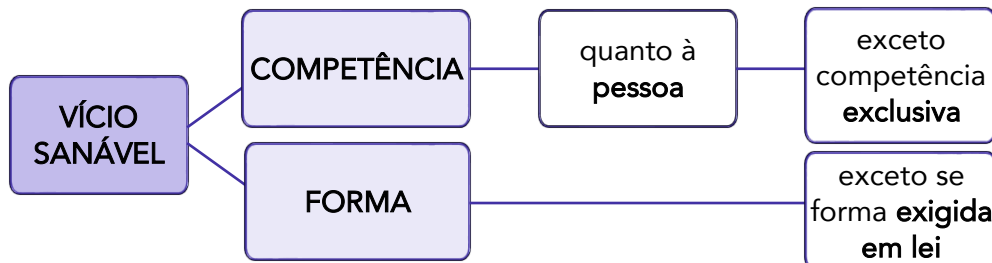 VÍCIO
SANÁVEL
COMPETÊNCIA
quanto à
pessoa
exceto
competência
exclusiva
FORMA
exceto se
forma exigida
em lei